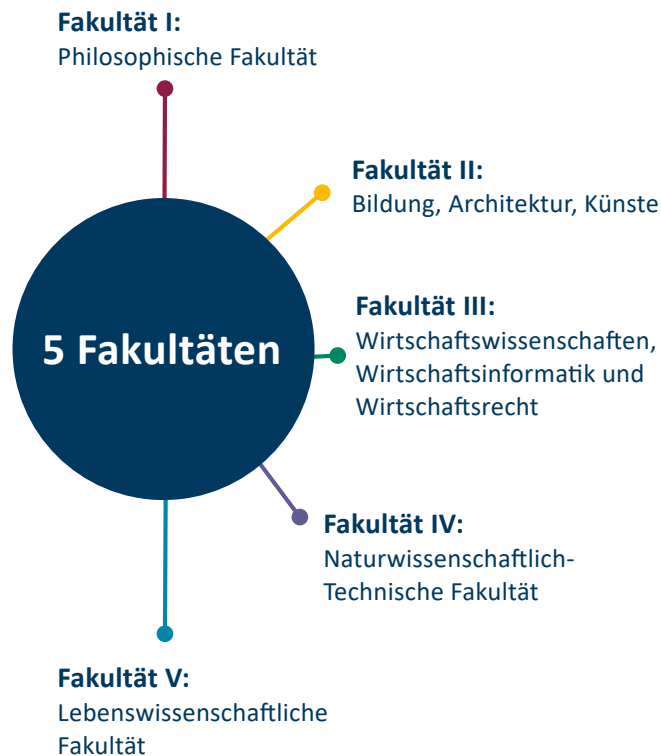 Fakultät I:
Philosophische Fakultät
Fakultät II:
Bildung, Architektur, Künste
5 Fakultäten
Fakultät III:
Wirtschaftswissenschaften,
Wirtschaftsinformatik und
Wirtschaftsrecht
Fakultät IV:
Naturwissenschaftlich-
Technische Fakultät
Fakultät V:
Lebenswissenschaftliche
Fakultät